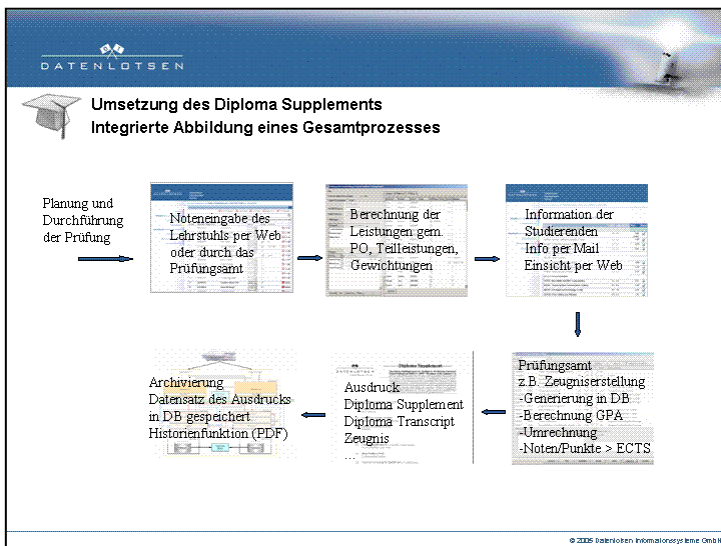 DATENLOTSEN
Umsetzung des Diploma Supplements
Integrierte Abbildung eines Gesamtprozesses
Planung und
Durchführung
der Prüfung
Noteneingabe des
Lehrstuhls per Web
oder durch das
Prüfungsamt
Berechnung der
Leistungen gem.
PO, Teilleistungen,
Gewichtungen
Information der
Studierenden
Info per Mail
Einsicht per Web
Prüfungsamt
z.B. Zeugniserstellung
-Generierung in DB
-Berechnung GPA
-Umrechnung
-Noten/Punkte > ECTS
Ausdruck
Diploma Supplement
Diploma Transcript
Zeugnis
...
Archivierung
Datensatz des Ausdrucks
in DB gespeichert
Historienfunktion (PDF)
© 2005 Datenlotsen Informationssysteme GmbH